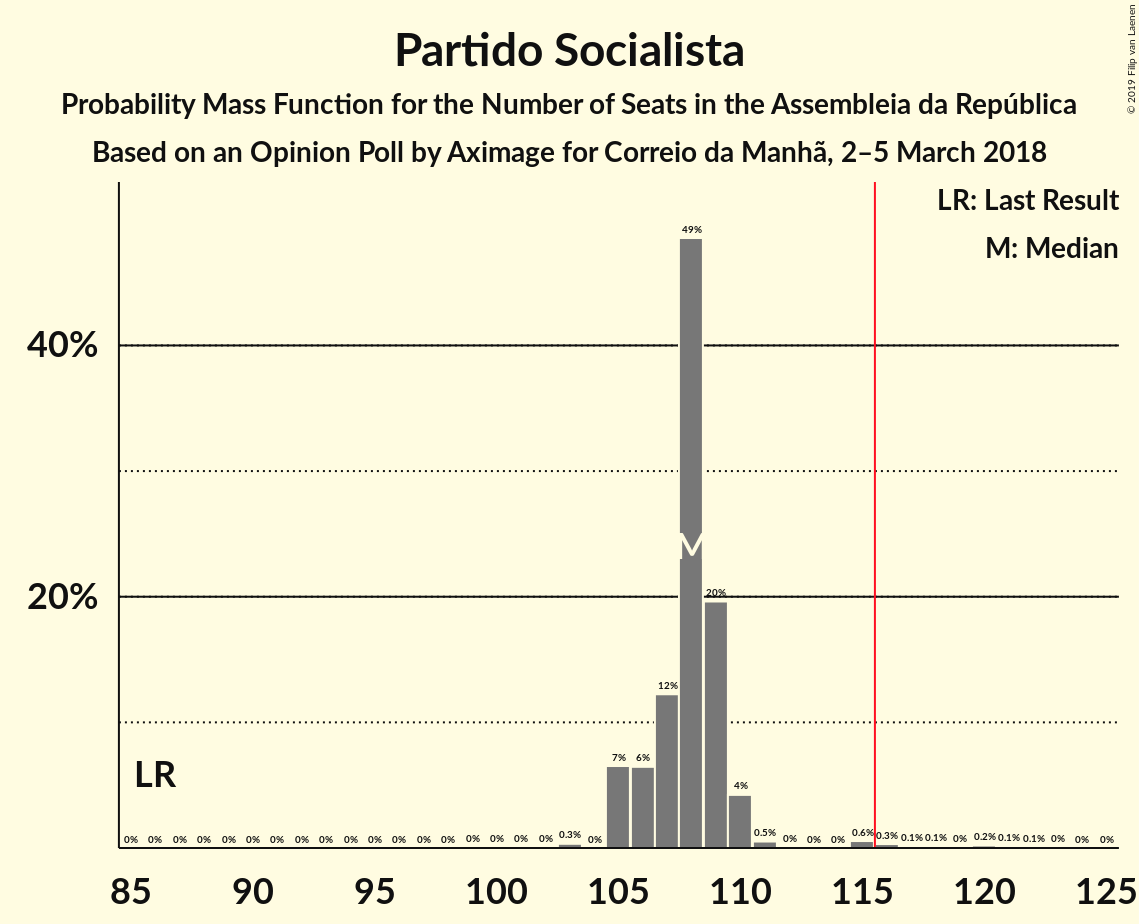 © 2019 Filip van Laenen
Partido Socialista
Probability Mass Function for the Number of Seats in the Assembleia da República
Based on an Opinion Poll by Aximage for Correio da Manhã, 2–5 March 2018
LR: Last Result
M: Median
40%
20%
LR
M
0% 0% 0% 0% 0% 0% 0% 0% 0% 0% 0% 0% 0% 0% 0% 0% 0% 0% 0.3% 0% 7% 6% 12% 49% 20% 4% 0.5% 0% 0% 0% 0.6% 0.3% 0.1% 0.1% 0% 0.2% 0.1% 0.1% 0% 0% 0%
85 90 95 100 105 110 115 120 125